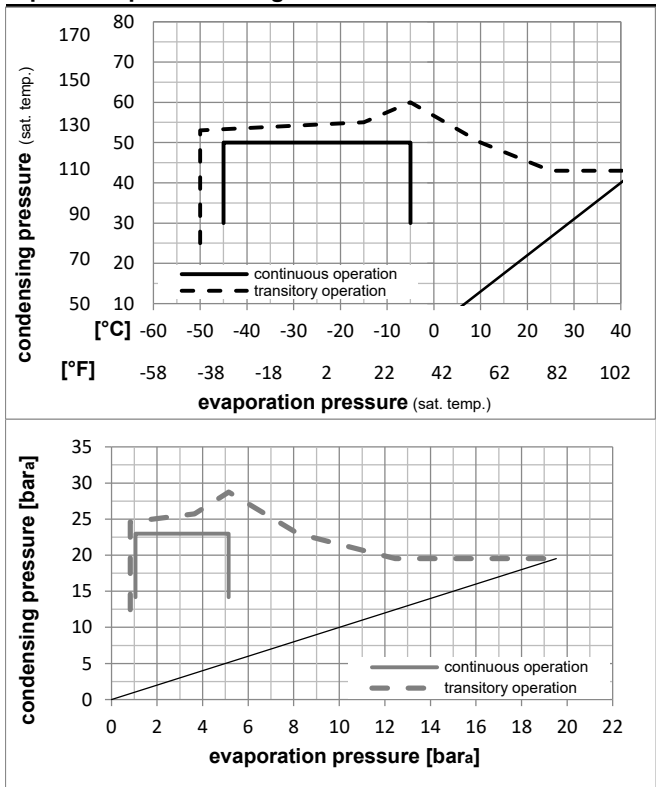 condensing pressure (sat. temp.)
170 80
150 70
60
130 50
110 40
90 30
70 20
50 10
continuous operation
transitory operation
[°C] -60 -50 -40 -30 -20 -10 0 10 20 30 40
[°F] -58 -38 -18 2 22 42 62 82 102
evaporation pressure (sat. temp.)
condensing pressure [bara]
35
30
25
20
15
10
5
0
continuous operation
transitory operation
0 2 4 6 8 10 12 14 16 18 20 22
evaporation pressure [bara]